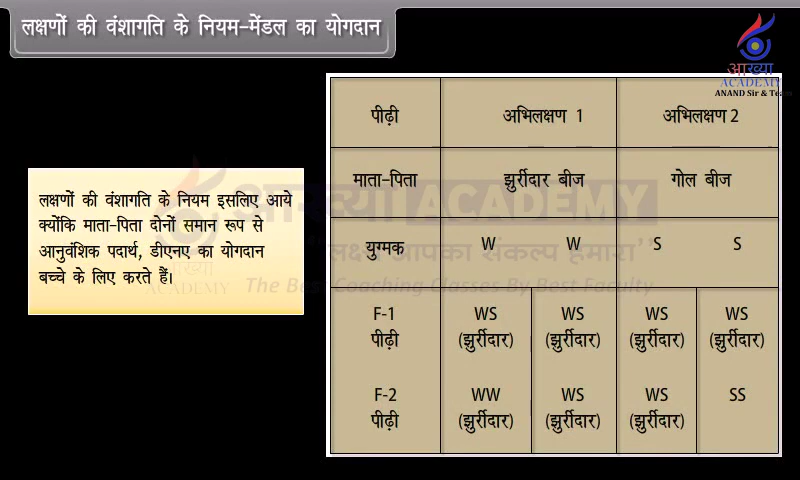 लक्षणों की वंशागति के नियम-मेंडल का योगदान
आख्या
ACADEMY
ANAND Sir & Team
पीढ़ी अभिलक्षण 1 अभिलक्षण 2
माता-पिता झुर्रीदार बीज गोल बीज
युग्मक W W S S
F-1 WS WS WS WS
पीढ़ी (झुर्रीदार) (झुर्रीदार) (झुर्रीदार) (झुर्रीदार)
F-2 WW WS WS SS
पीढ़ी (झुर्रीदार) (झुर्रीदार) (झुर्रीदार)
लक्षणों की वंशागति के नियम इसलिए आये
क्योंकि माता-पिता दोनों समान रूप से
आनुवंशिक पदार्थ, डीएनए का योगदान
बच्चे के लिए करते हैं।
आख्या ACADEMY
लक्ष्य आपका संकल्प हमारा’’
The Best Coaching Classes By Best Faculty
ACADEMY